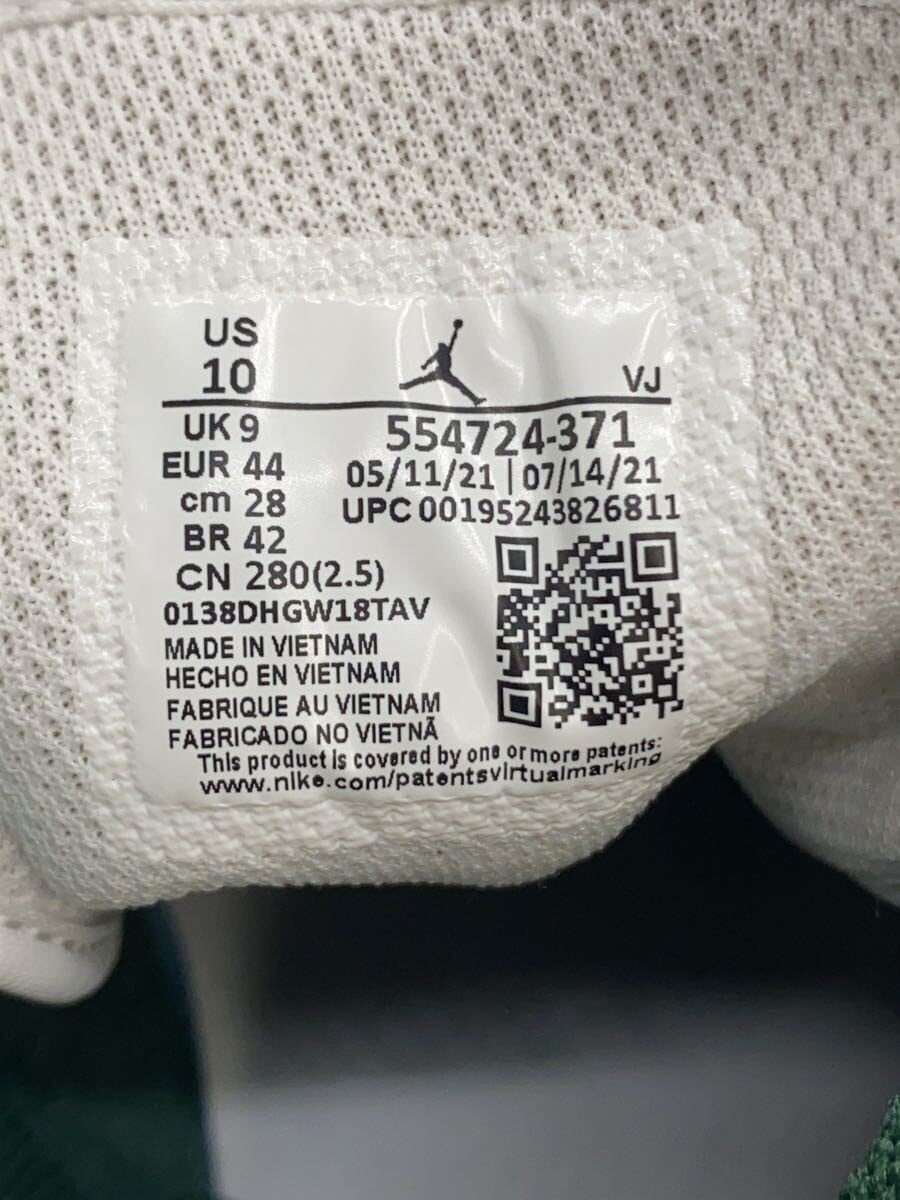 US
10
VJ
UK 9
554724-371
EUR 44
05/11/21 | 07/14/21
cm 28
UPC 00195243826811
BR 42
CN 280(2.5)
0138DHGW18TAV
MADE IN VIETNAM
HECHO EN VIETNAM
FABRIQUE AU VIETNAM
FABRICADO NO VIETNÃ
This product is covered by one or more patents:
www.nike.com/patentsvirtualmarking